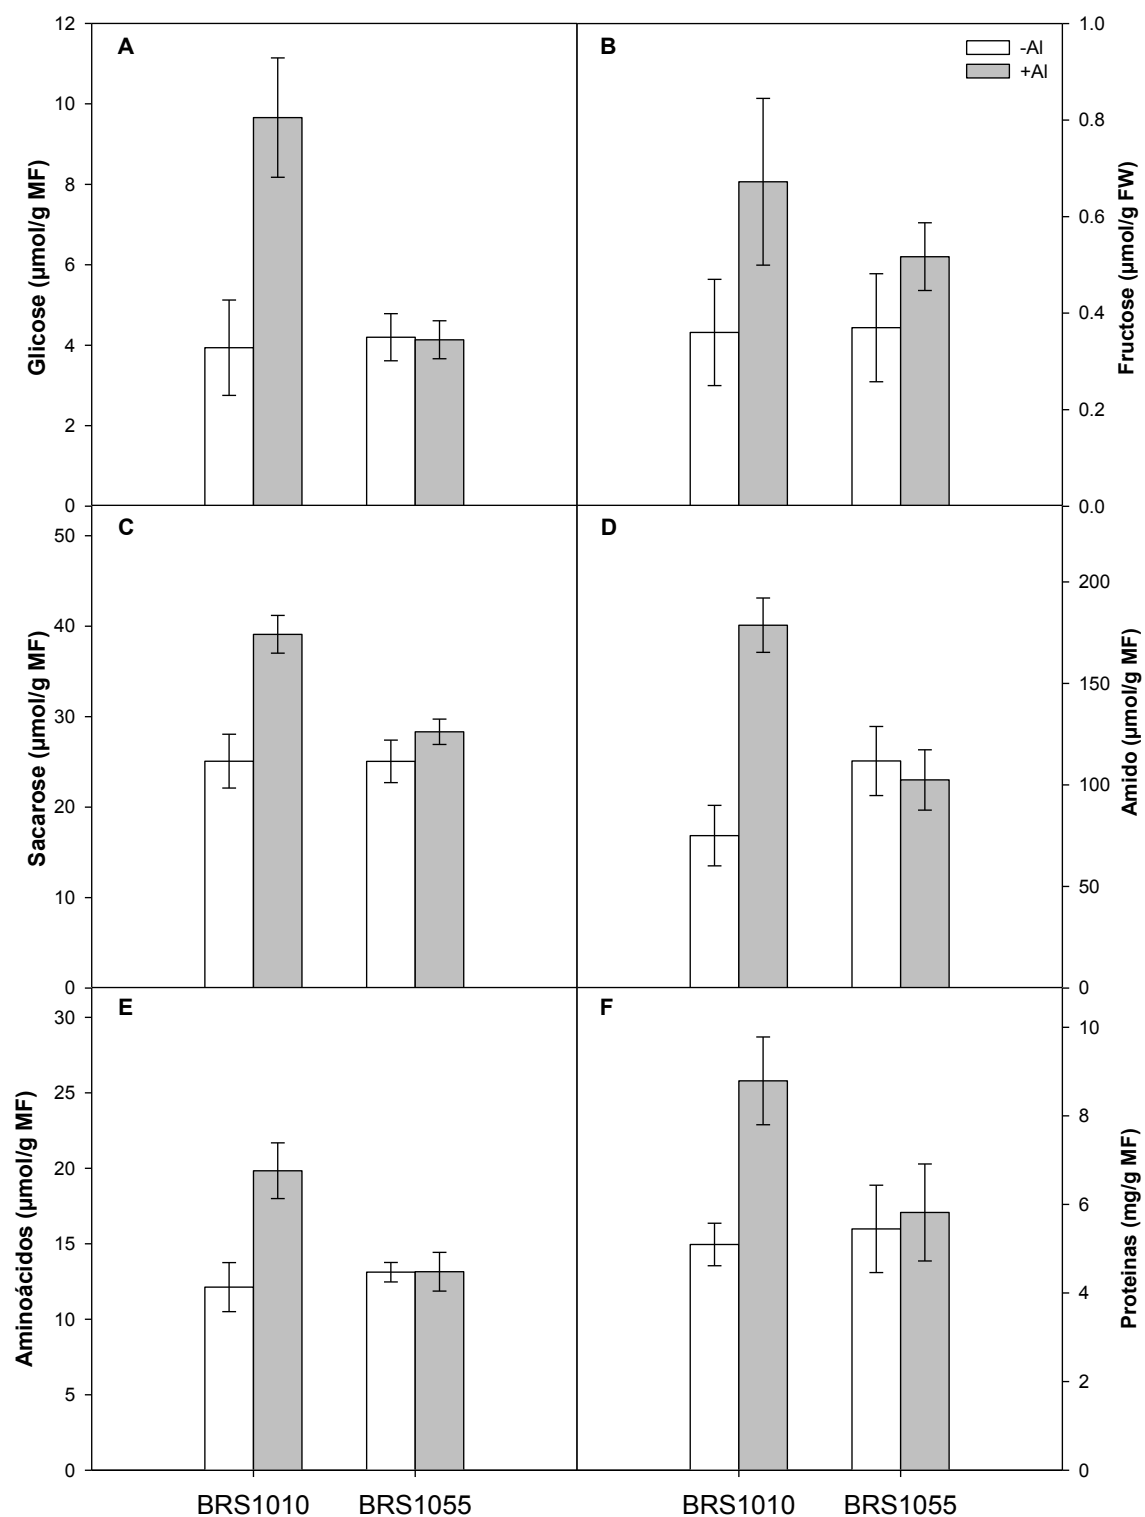 A
B
-Al
+Al
12
10
8
6
4
2
0
Glicose (µmol/g MF)
1.0
0.8
0.6
0.4
0.2
0.0
Fructose (µmol/g FW)
C
D
50
40
30
20
10
0
Sacarose (µmol/g MF)
200
150
100
50
0
Amido (µmol/g MF)
E
F
30
25
20
15
10
5
0
Aminoácidos (µmol/g MF)
10
8
6
4
2
0
Proteinas (mg/g MF)
BRS1010 BRS1055
BRS1010 BRS1055